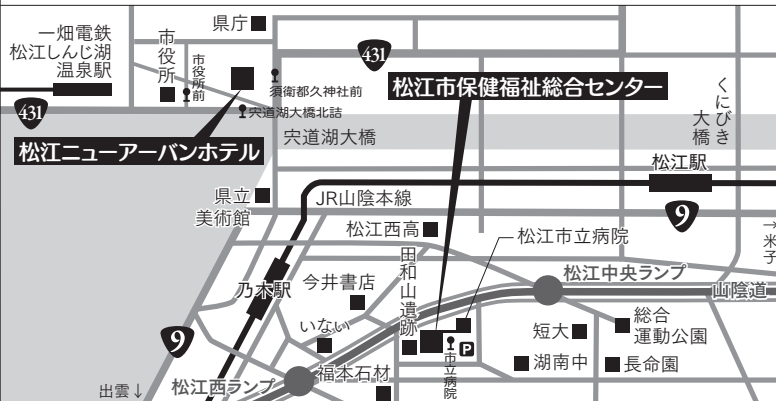 県庁
一畑電鉄
松江しんじ湖
温泉駅
市役所
市役所前
431
須衛都久神社前
松江市保健福祉総合センター
くにびき
大橋
431
宍道湖大橋北詰
松江ニューアーバンホテル
宍道湖大橋
松江駅
県立
美術館
JR山陰本線
9
松江西高
松江市立病院
→米子
田和山遺跡
松江中央ランプ
乃木駅
今井書店
山陰道
いない
短大
総合
運動公園
9
P
市立病院
湖南中
長命園
出雲↓
松江西ランプ
福本石材